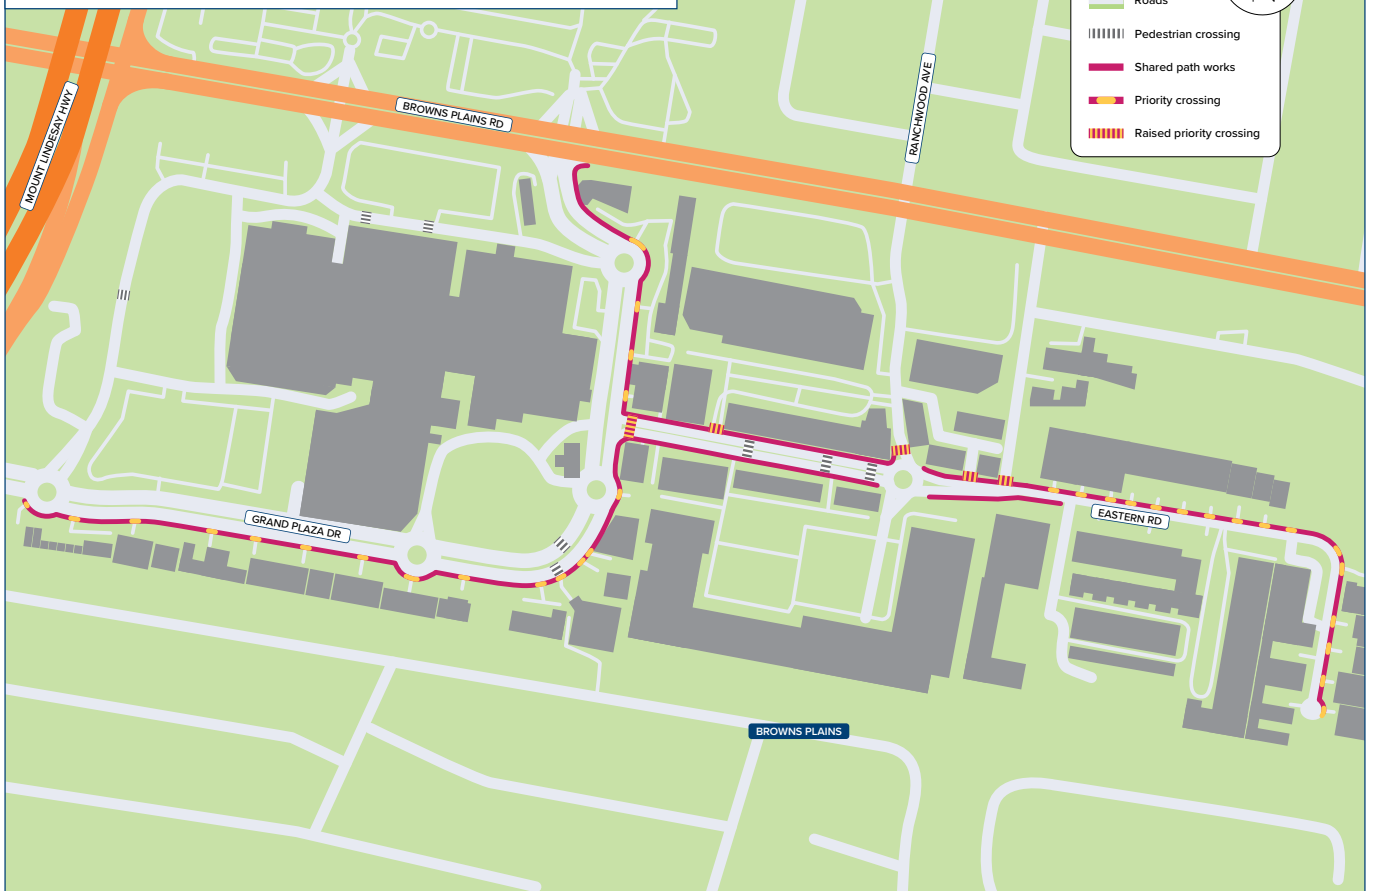 Roads
Pedestrian crossing
Shared path works
Priority crossing
Raised priority crossing
MOUNT LINDESAY HWY
BROWNS PLAINS RD
RANCHWOOD AVE
GRAND PLAZA DR
EASTERN RD
BROWNS PLAINS